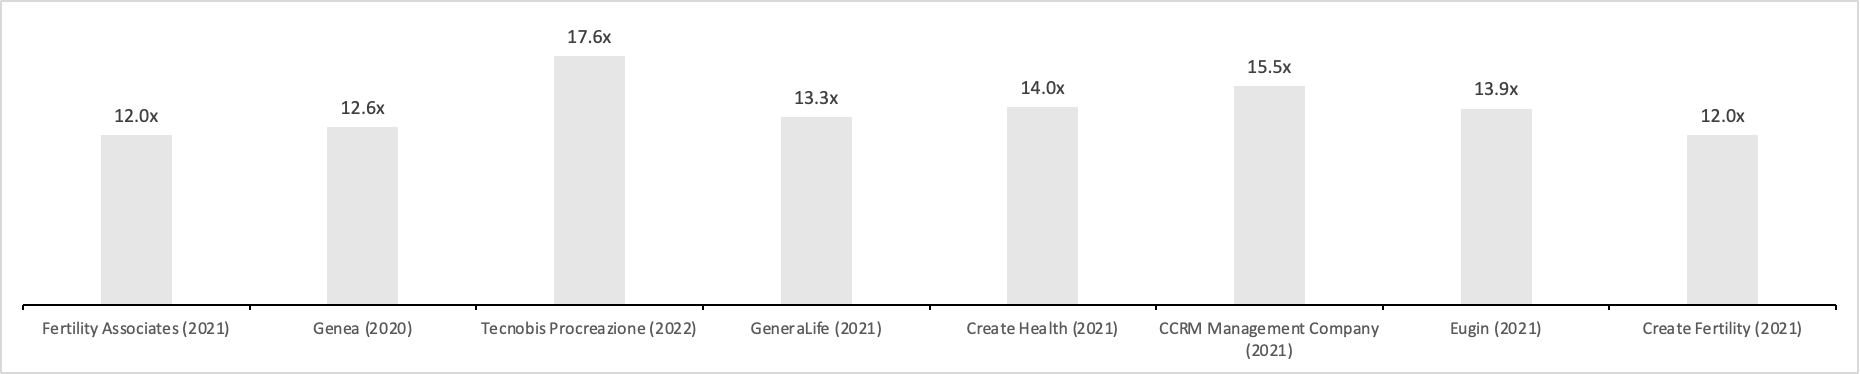 17.6x
15.5x
14.0x
13.9x
13.3x
12.6x
12.0x
12.0x
Fertility Associates (2021)
Genea (2020)
Tecnobis Procreazione (2022)
GeneraLife (2021)
Create Health (2021)
CCRM Management Company
(2021)
Eugin (2021)
Create Fertility (2021)